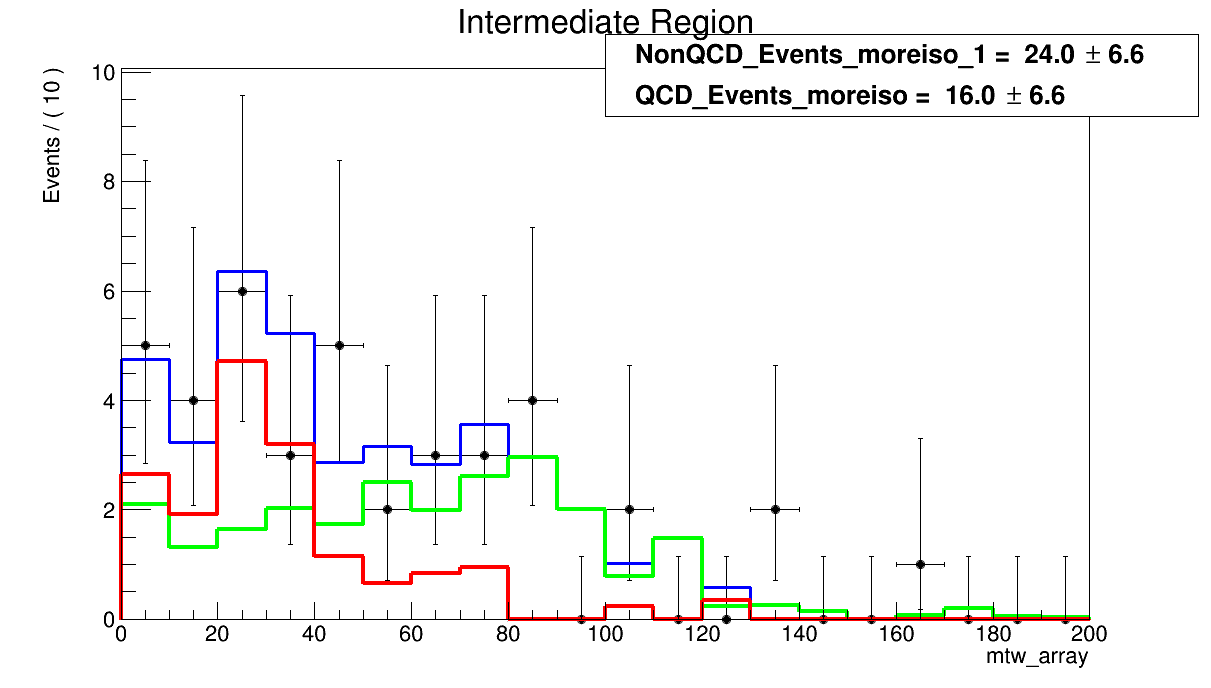 Intermediate Region
NonQCD_Events_moreiso_1 = 24.0 ± 6.6
QCD_Events_moreiso = 16.0 ± 6.6
Events / ( 10 )
10
8
6
4
2
0
0 20 40 60 80 100 120 140 160 180 200
mtw_array